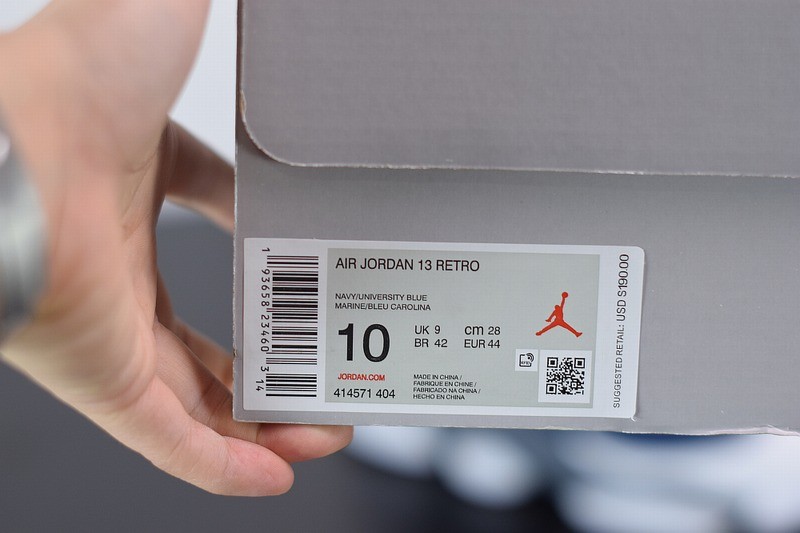 AIR JORDAN 13 RETRO
NAVY/UNIVERSITY BLUE
MARINE/BLEU CAROLINA
10
UK 9
cm 28
BR 42
EUR 44
JORDAN.COM
414571 404
MADE IN CHINA /
FABRIQUE EN CHINE /
FABRICADO NA CHINA /
HECHO EN CHINA
1 93658 23460 3 14
SUGGESTED RETAIL: USD $190.00